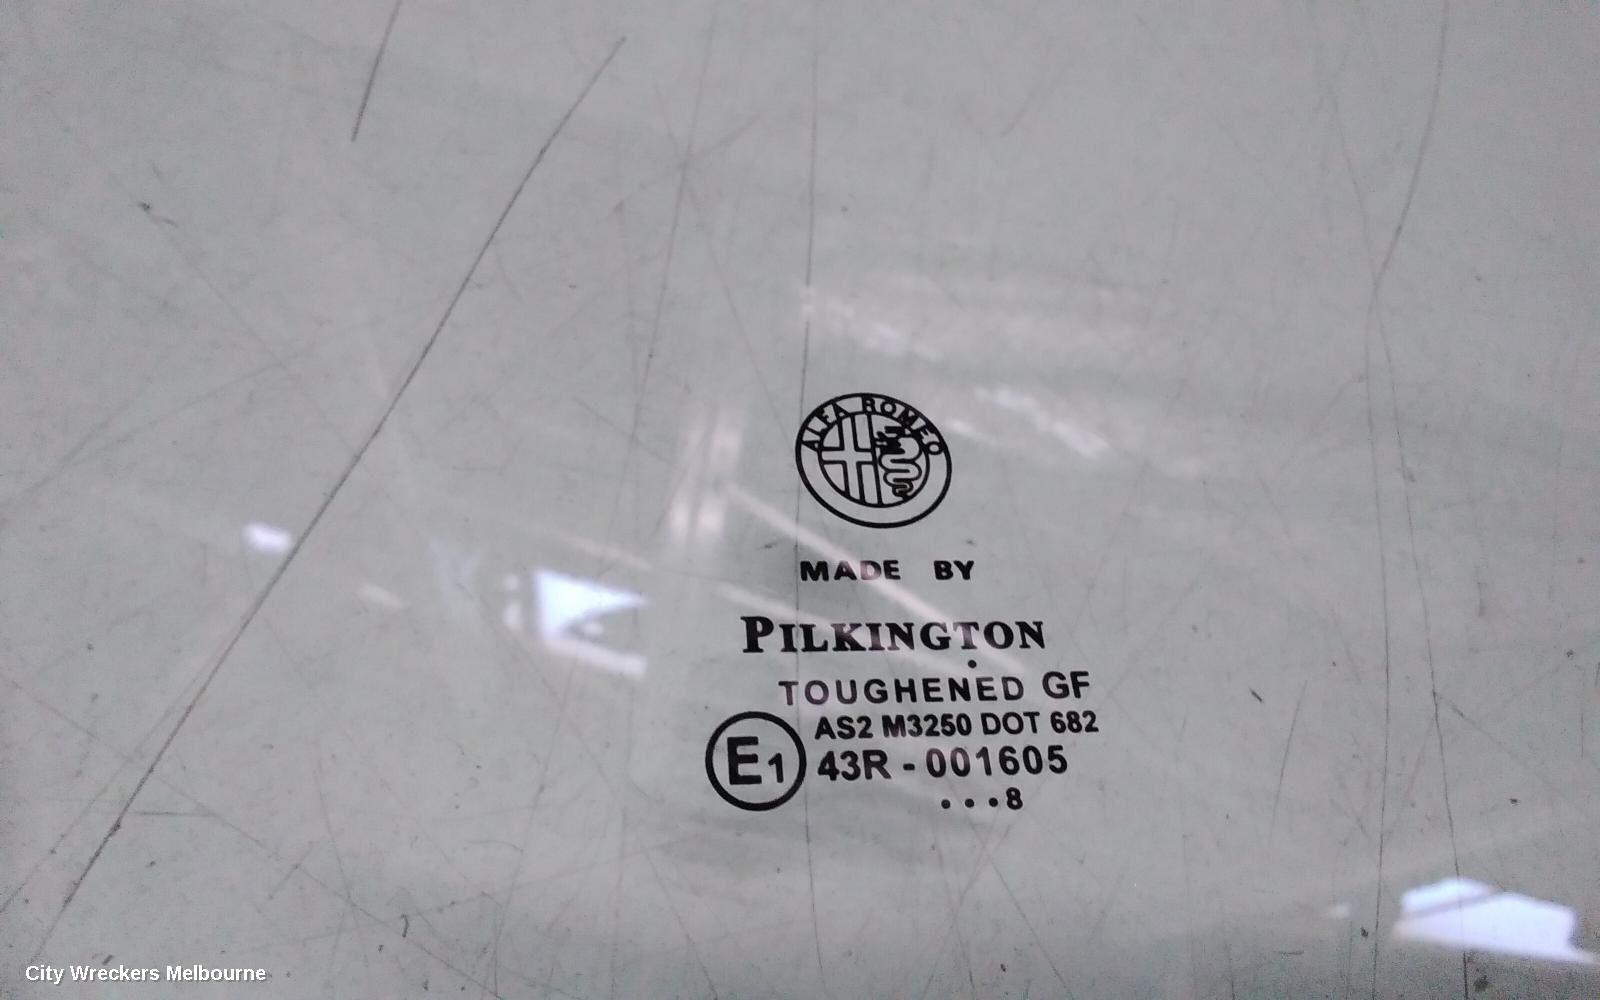 ALFA ROMEO
MADE BY
PILKINGTON
TOUGHENED GF
AS2 M3250 DOT 682
E1 43R - 001605
. . . 8
City Wreckers Melbourne